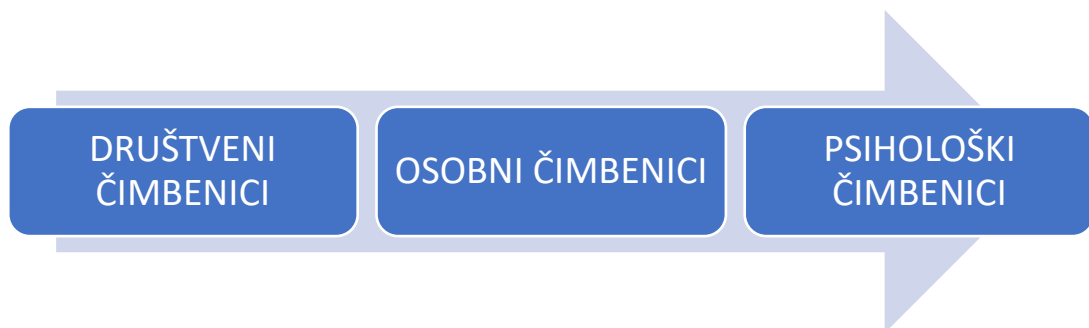 DRUŠTVENI
ČIMBENICI
OSOBNI ČIMBENICI
PSIHOLOŠKI
ČIMBENICI